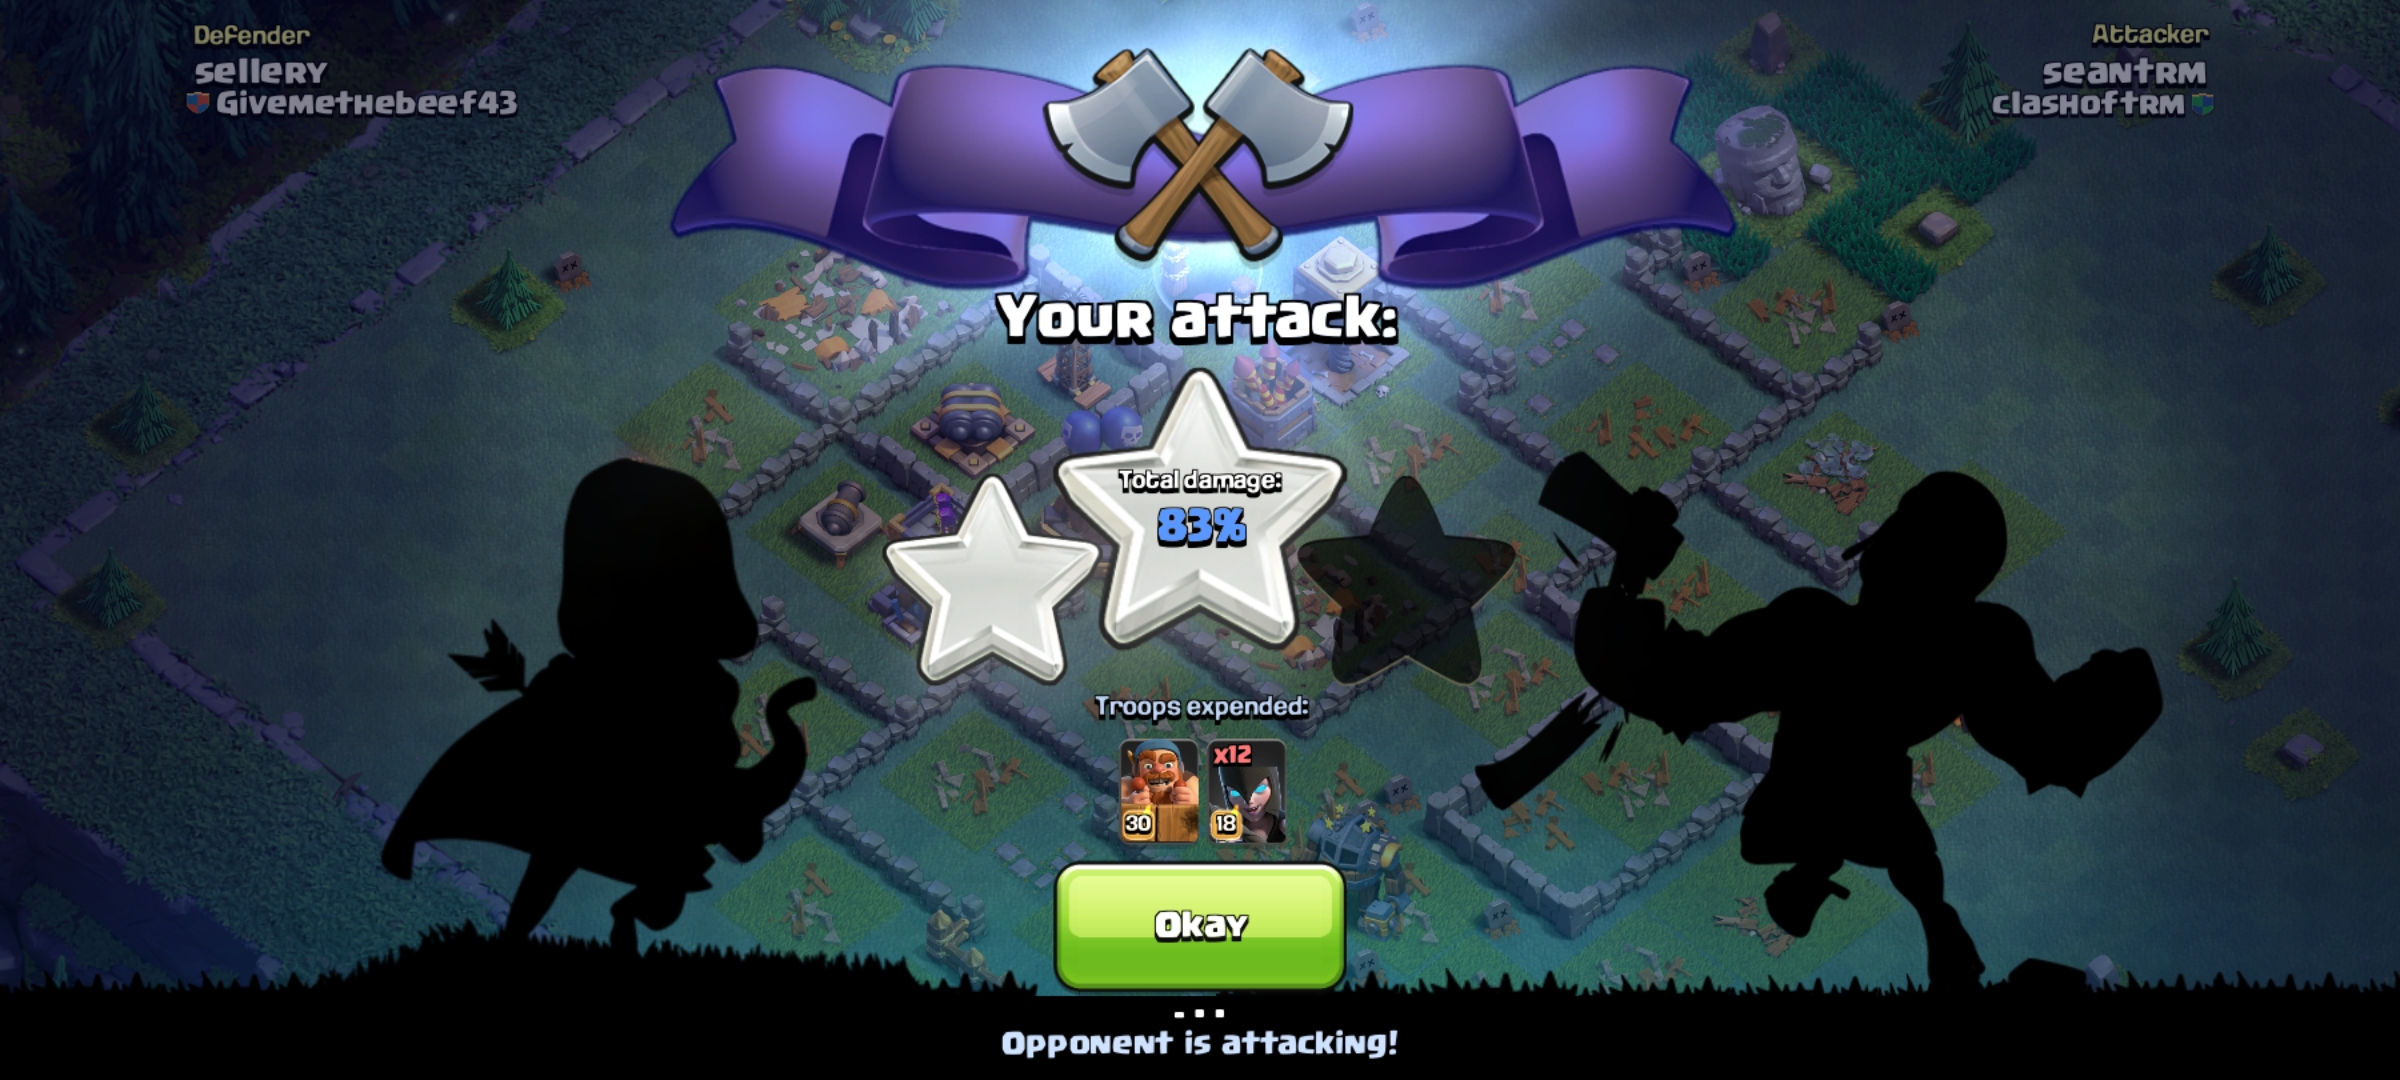 Defender
sellery
Givemethebeef43
Attacker
seantrm
clashoftrm
Your attack:
Total damage:
83%
Troops expended:
x12
30
18
Okay
...
Opponent is attacking!